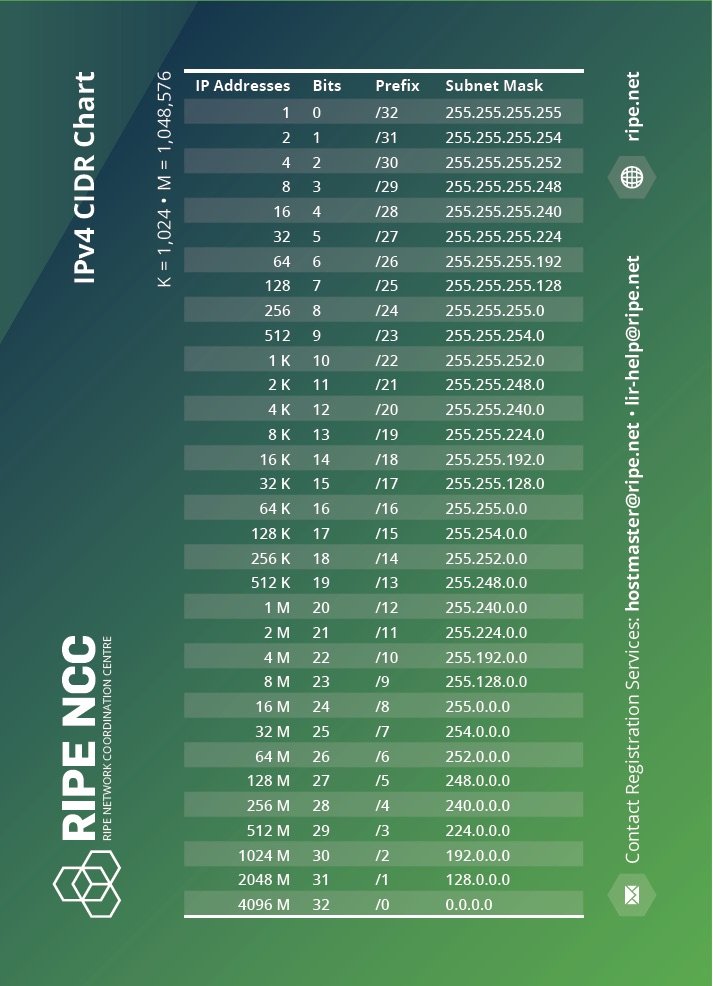 IPv4 CIDR Chart
K = 1,024 • M = 1,048,576
IP Addresses Bits Prefix Subnet Mask
1 0 /32 255.255.255.255
2 1 /31 255.255.255.254
4 2 /30 255.255.255.252
8 3 /29 255.255.255.248
16 4 /28 255.255.255.240
32 5 /27 255.255.255.224
64 6 /26 255.255.255.192
128 7 /25 255.255.255.128
256 8 /24 255.255.255.0
512 9 /23 255.255.254.0
1 K 10 /22 255.255.252.0
2 K 11 /21 255.255.248.0
4 K 12 /20 255.255.240.0
8 K 13 /19 255.255.224.0
16 K 14 /18 255.255.192.0
32 K 15 /17 255.255.128.0
64 K 16 /16 255.255.0.0
128 K 17 /15 255.254.0.0
256 K 18 /14 255.252.0.0
512 K 19 /13 255.248.0.0
1 M 20 /12 255.240.0.0
2 M 21 /11 255.224.0.0
4 M 22 /10 255.192.0.0
8 M 23 /9 255.128.0.0
16 M 24 /8 255.0.0.0
32 M 25 /7 254.0.0.0
64 M 26 /6 252.0.0.0
128 M 27 /5 248.0.0.0
256 M 28 /4 240.0.0.0
512 M 29 /3 224.0.0.0
1024 M 30 /2 192.0.0.0
2048 M 31 /1 128.0.0.0
4096 M 32 /0 0.0.0.0
RIPE NCC
RIPE NETWORK COORDINATION CENTRE
Contact Registration Services: hostmaster@ripe.net • lir-help@ripe.net
ripe.net